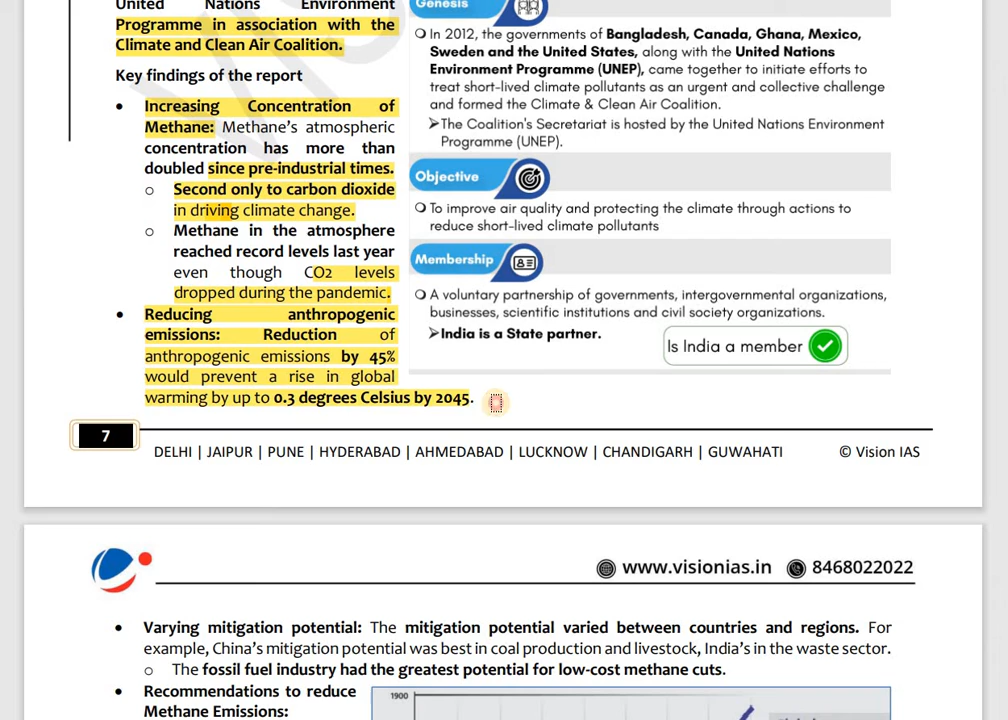 United Nations Environment
Programme in association with the
Climate and Clean Air Coalition.
Key findings of the report
• Increasing Concentration of
Methane: Methane's atmospheric
concentration has more than
doubled since pre-industrial times.
o Second only to carbon dioxide
in driving climate change.
o Methane in the atmosphere
reached record levels last year
even though CO2 levels
dropped during the pandemic.
• Reducing anthropogenic
emissions: Reduction of
anthropogenic emissions by 45%
would prevent a rise in global
warming by up to 0.3 degrees Celsius by 2045.
Genesis
In 2012, the governments of Bangladesh, Canada, Ghana, Mexico,
Sweden and the United States, along with the United Nations
Environment Programme (UNEP), came together to initiate efforts to
treat short-lived climate pollutants as an urgent and collective challenge
and formed the Climate & Clean Air Coalition.
➤The Coalition's Secretariat is hosted by the United Nations Environment
Programme (UNEP).
Objective
To improve air quality and protecting the climate through actions to
reduce short-lived climate pollutants
Membership
A voluntary partnership of governments, intergovernmental organizations,
businesses, scientific institutions and civil society organizations.
➤India is a State partner.
Is India a member
7
DELHI | JAIPUR | PUNE | HYDERABAD | AHMEDABAD | LUCKNOW | CHANDIGARH | GUWAHATI
© Vision IAS
www.visionias.in 8468022022
• Varying mitigation potential: The mitigation potential varied between countries and regions. For
example, China's mitigation potential was best in coal production and livestock, India's in the waste sector.
o The fossil fuel industry had the greatest potential for low-cost methane cuts.
• Recommendations to reduce
Methane Emissions:
1900